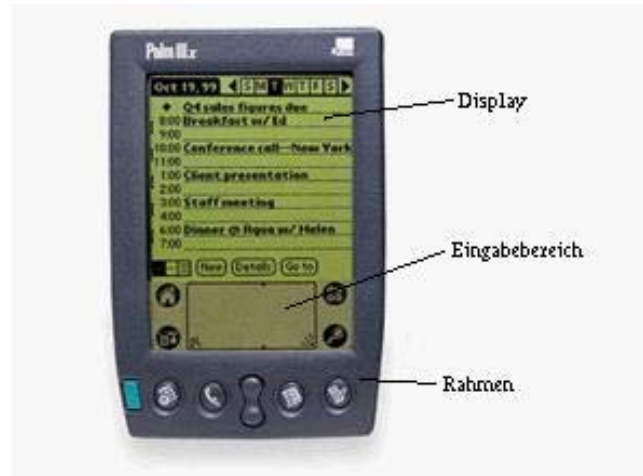 Palm IIIx
Oct 19, 99 S M T W T F S
Q4 sales figures due
8:00 Breakfast w/ Ed
9:00
10:00 Conference call--New York
11:00
1:00 Client presentation
2:00
3:00 Staff meeting
4:00
6:00 Dinner @ Aqua w/ Helen
7:00
New Details Go to
Display
Eingabebereich
Rahmen